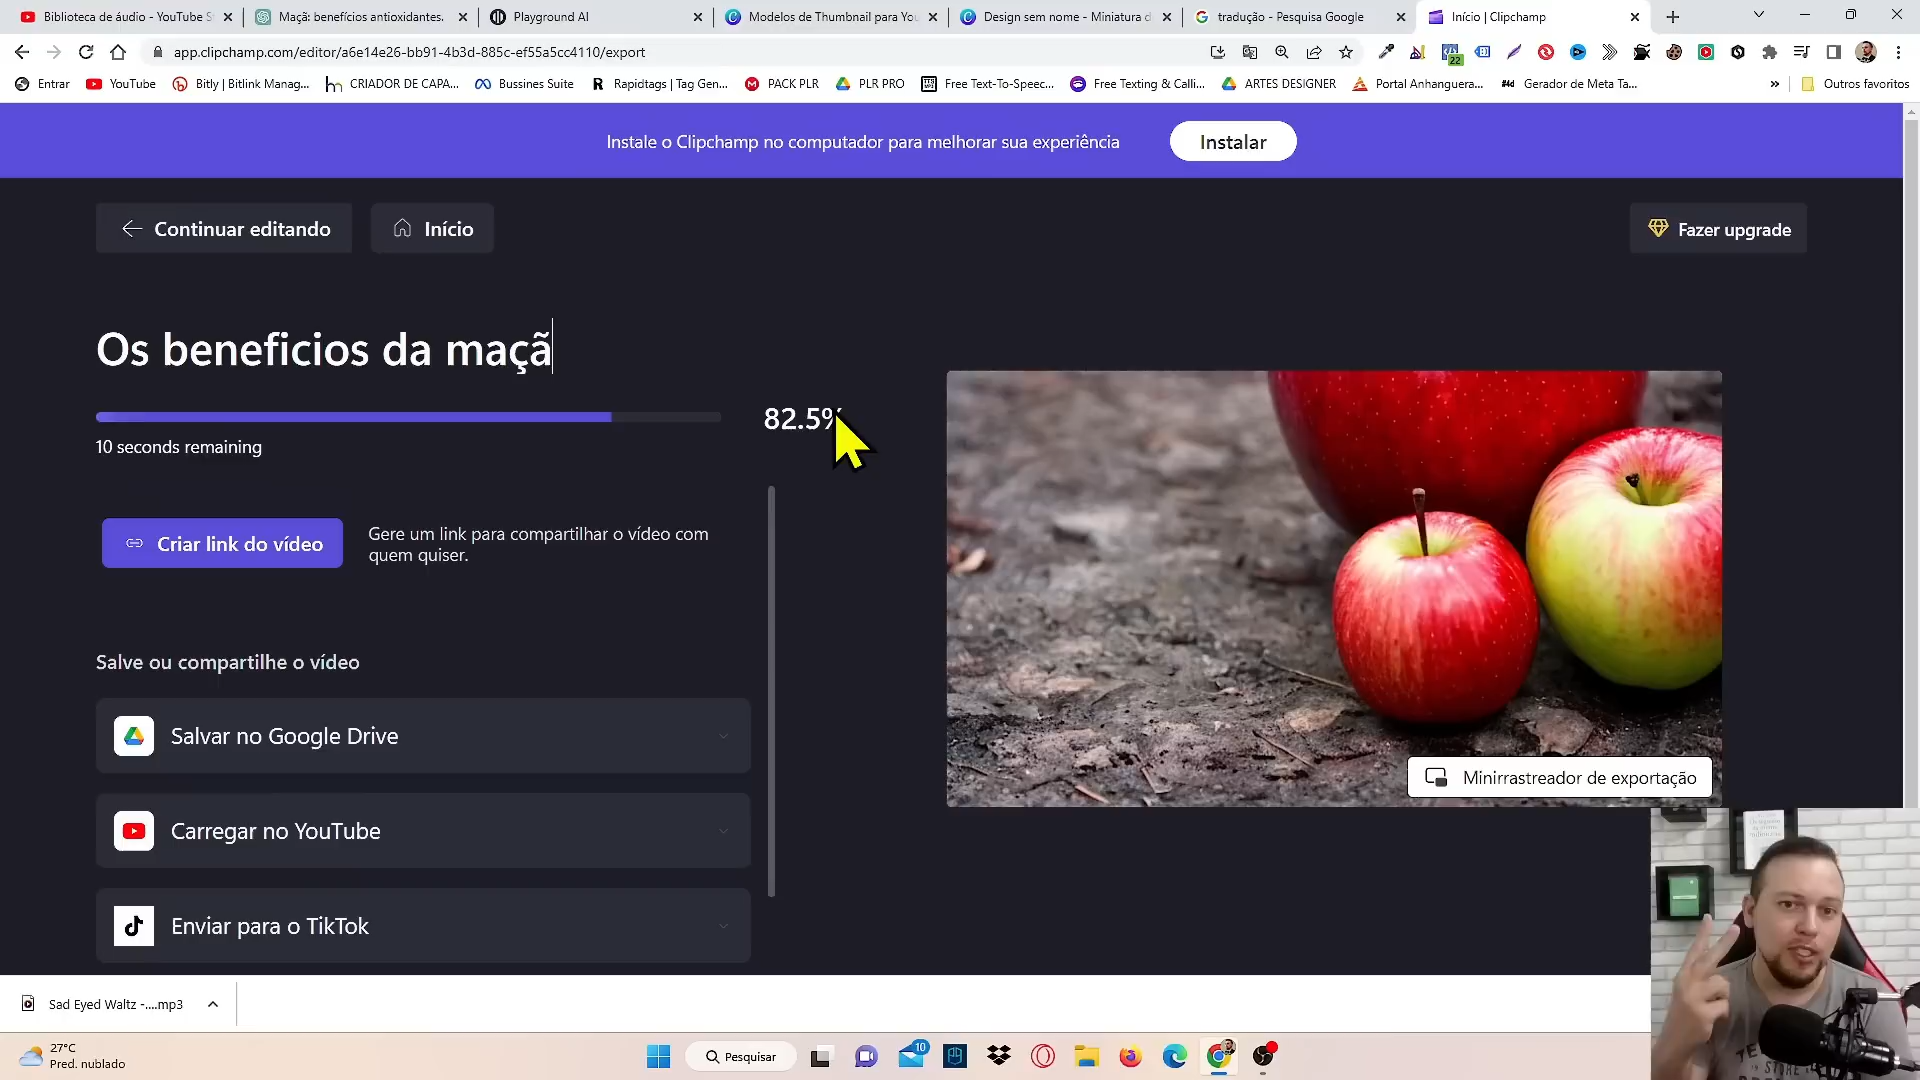 Biblioteca de áudio - YouTube S
Maçã: benefícios antioxidantes.
Playground AI
Modelos de Thumbnail para You
Design sem nome - Miniatura d
tradução - Pesquisa Google
Início | Clipchamp
app.clipchamp.com/editor/a6e14e26-bb91-4b3d-885c-ef55a5cc4110/export
22
Entrar
YouTube
Bitly | Bitlink Manag...
CRIADOR DE CAPA...
Bussines Suite
Rapidtags | Tag Gen...
PACK PLR
PLR PRO
Free Text-To-Speec...
Free Texting & Calli...
ARTES DESIGNER
Portal Anhanguera...
Gerador de Meta Ta...
Outros favoritos
Instale o Clipchamp no computador para melhorar sua experiência
Instalar
Continuar editando
Início
Fazer upgrade
Os beneficios da maçã
82.5%
10 seconds remaining
Criar link do vídeo
Gere um link para compartilhar o vídeo com
quem quiser.
Salve ou compartilhe o vídeo
Salvar no Google Drive
Carregar no YouTube
Enviar para o TikTok
Minirrastreador de exportação
Sad Eyed Waltz -....mp3
27°C
Pred. nublado
Pesquisar
10